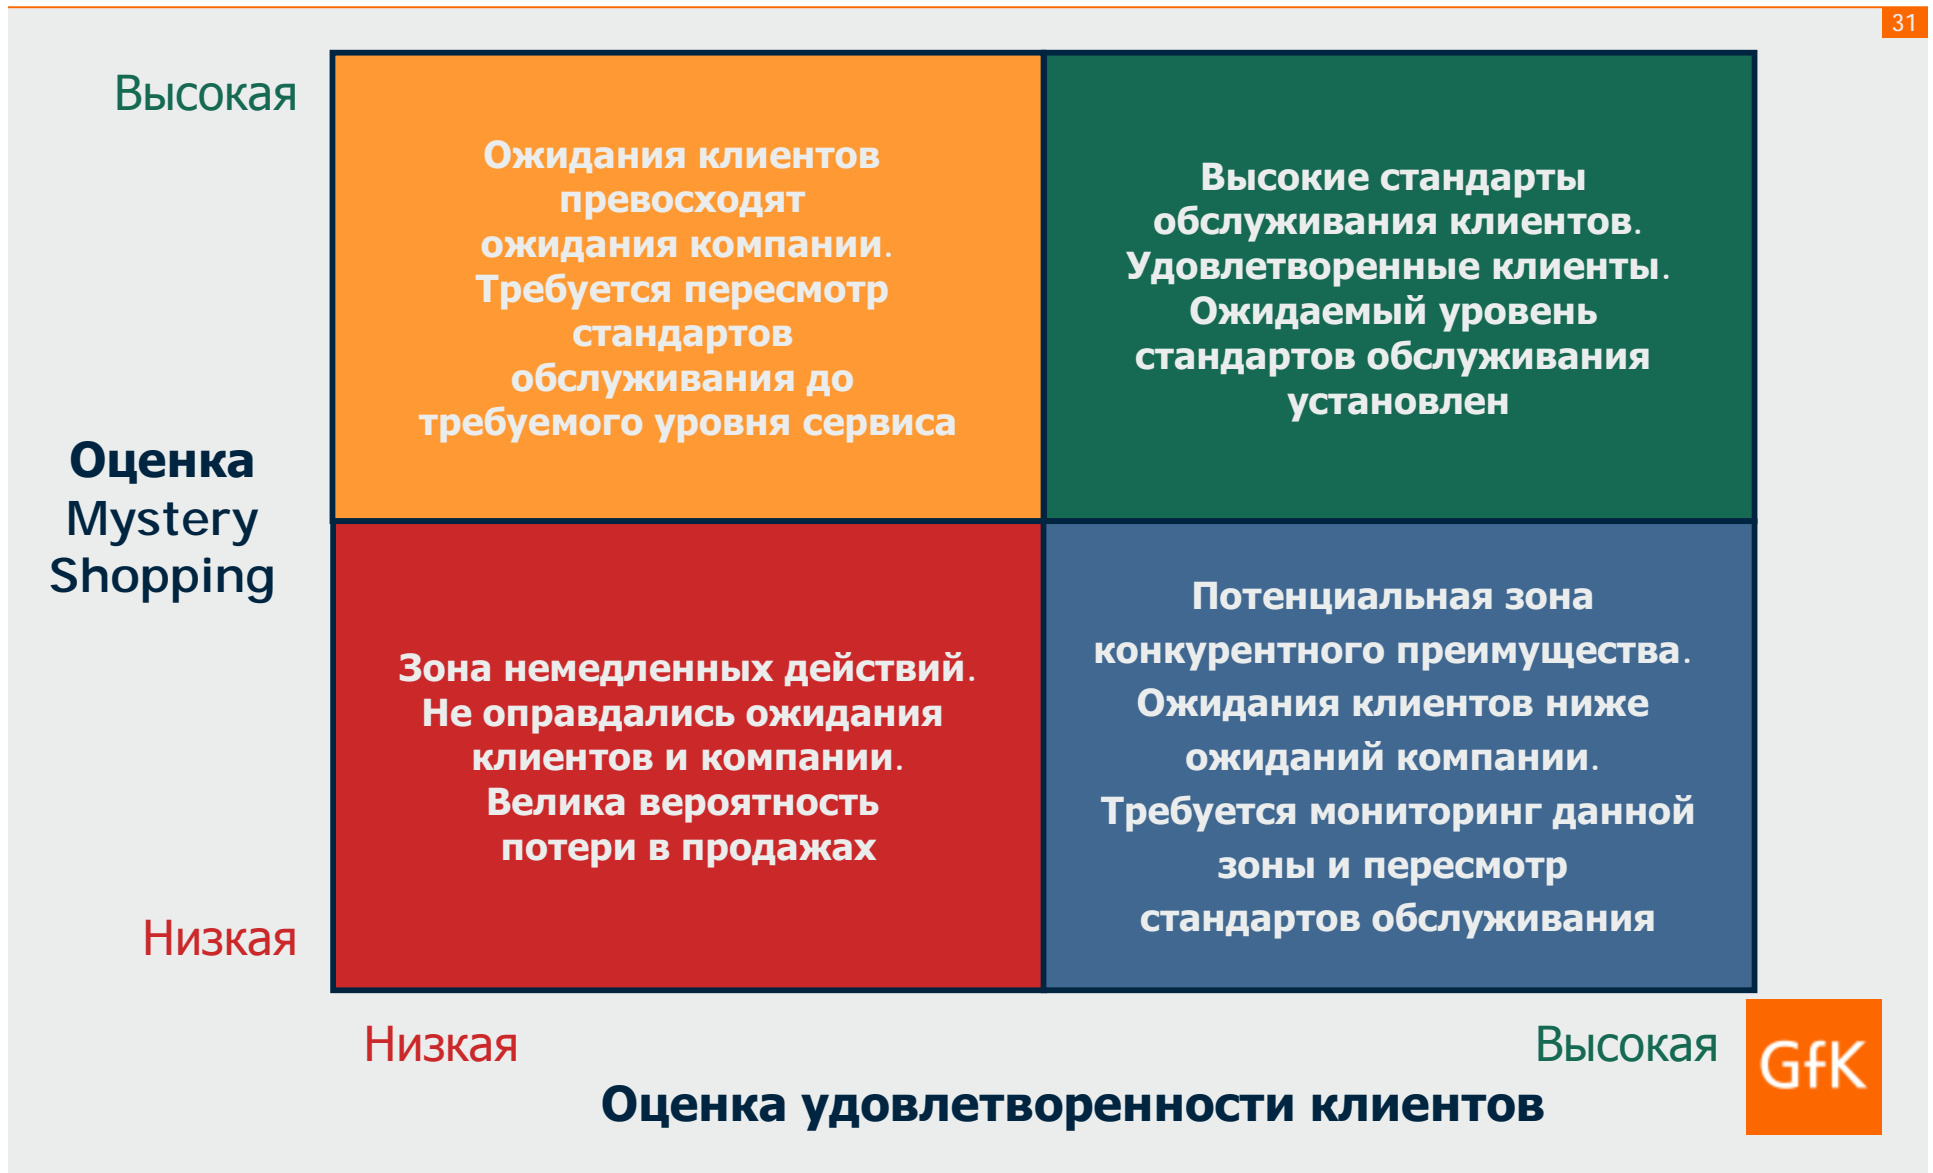 31
Высокая
Ожидания клиентов
превосходят
ожидания компании.
Требуется пересмотр
стандартов
обслуживания до
требуемого уровня сервиса
Высокие стандарты
обслуживания клиентов.
Удовлетворенные клиенты.
Ожидаемый уровень
стандартов обслуживания
установлен
Оценка
Mystery
Shopping
Зона немедленных действий.
Не оправдались ожидания
клиентов и компании.
Велика вероятность
потери в продажах
Потенциальная зона
конкурентного преимущества.
Ожидания клиентов ниже
ожиданий компании.
Требуется мониторинг данной
зоны и пересмотр
стандартов обслуживания
Низкая
Низкая
Высокая
Оценка удовлетворенности клиентов
GfK